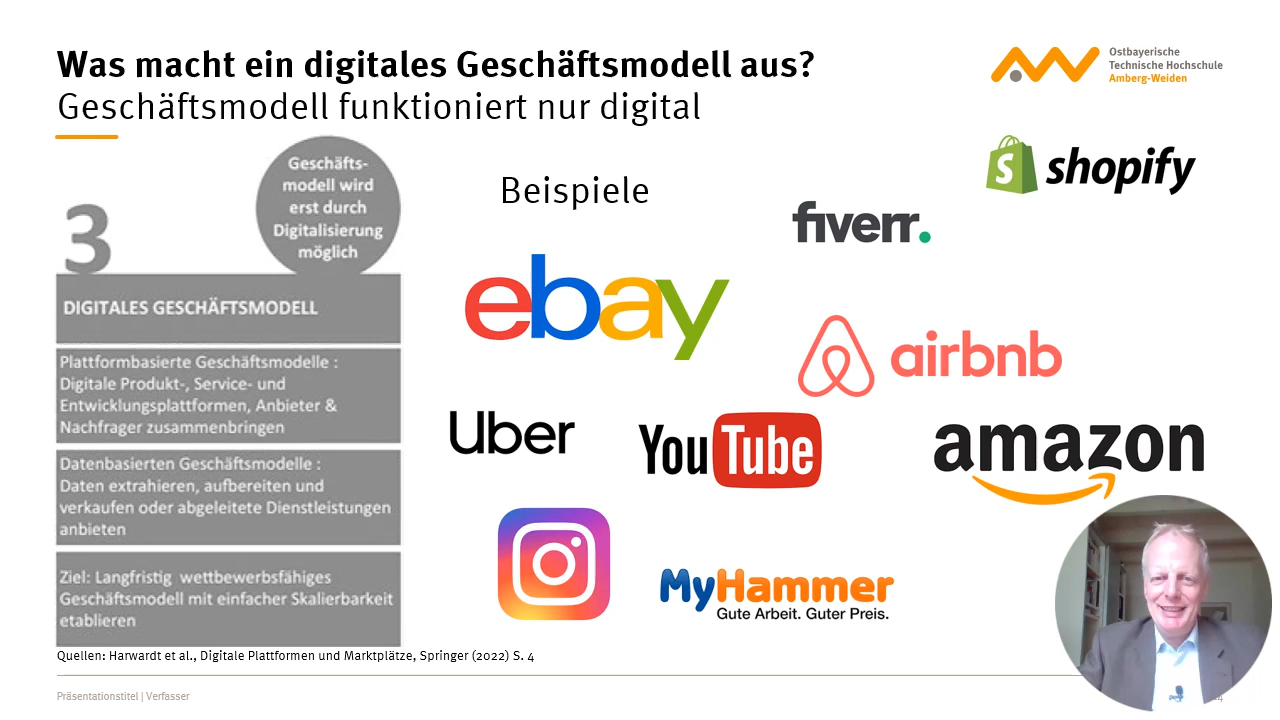 Was macht ein digitales Geschäftsmodell aus?
Geschäftsmodell funktioniert nur digital
Ostbayerische
Technische Hochschule
Amberg-Weiden
Geschäfts-
modell wird
erst durch
Digitalisierung
möglich
3
DIGITALES GESCHÄFTSMODELL
Plattformbasierte Geschäftsmodelle :
Digitale Produkt-, Service- und
Entwicklungsplattformen, Anbieter &
Nachfrager zusammenbringen
Datenbasierten Geschäftsmodelle :
Daten extrahieren, aufbereiten und
verkaufen oder abgeleitete Dienstleistungen
anbieten
Ziel: Langfristig wettbewerbsfähiges
Geschäftsmodell mit einfacher Skalierbarkeit
etablieren
Beispiele
shopify
fiverr.
ebay
airbnb
Uber
YouTube
amazon
MyHammer
Gute Arbeit. Guter Preis.
Quellen: Harwardt et al., Digitale Plattformen und Marktplätze, Springer (2022) S. 4
Präsentationstitel | Verfasser